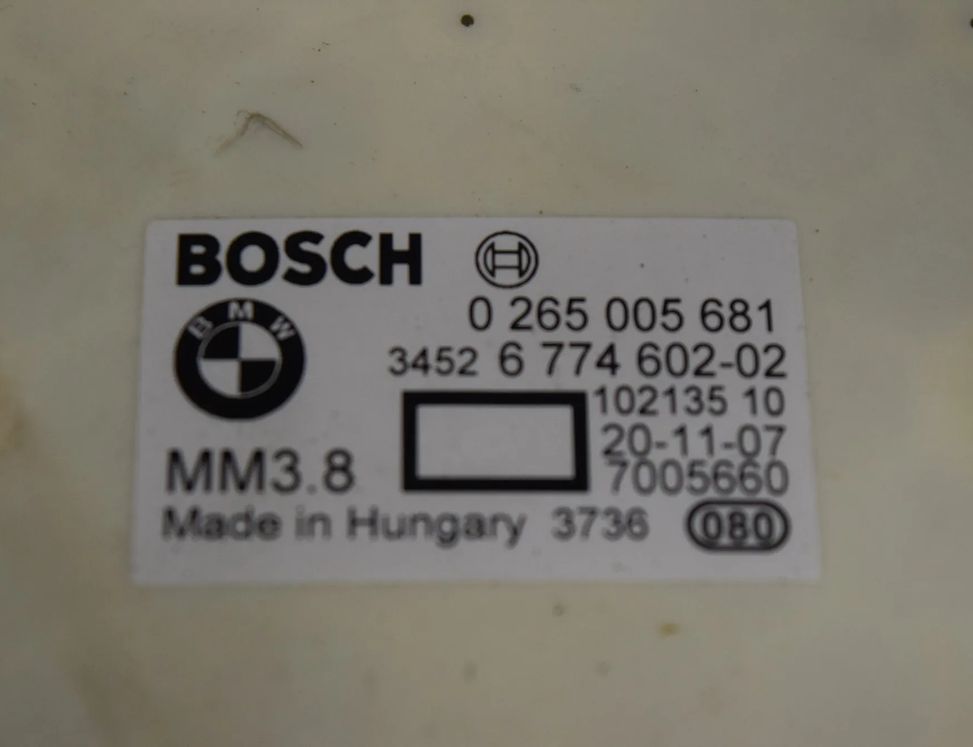 BOSCH
0 265 005 681
BMW
3452 6 774 602-02
102135 10
20-11-07
MM3.8
7005660
Made in Hungary 3736 080